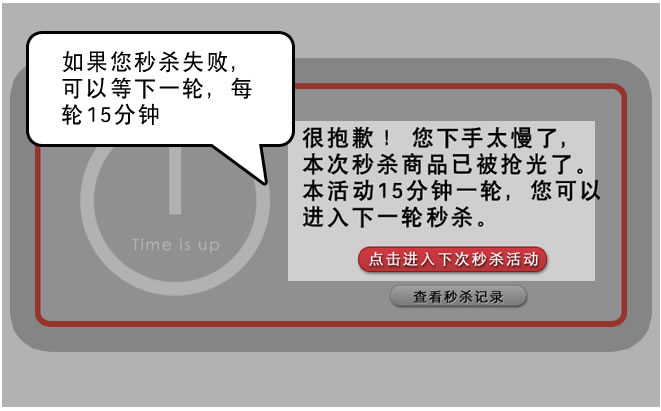 如果您秒杀失败,
可以等下一轮, 每
轮15分钟
很抱歉！ 您下手太慢了,
本次秒杀商品已被抢光了。
本活动15分钟一轮, 您可以
进入下一轮秒杀。
Time is up
点击进入下次秒杀活动
查看秒杀记录